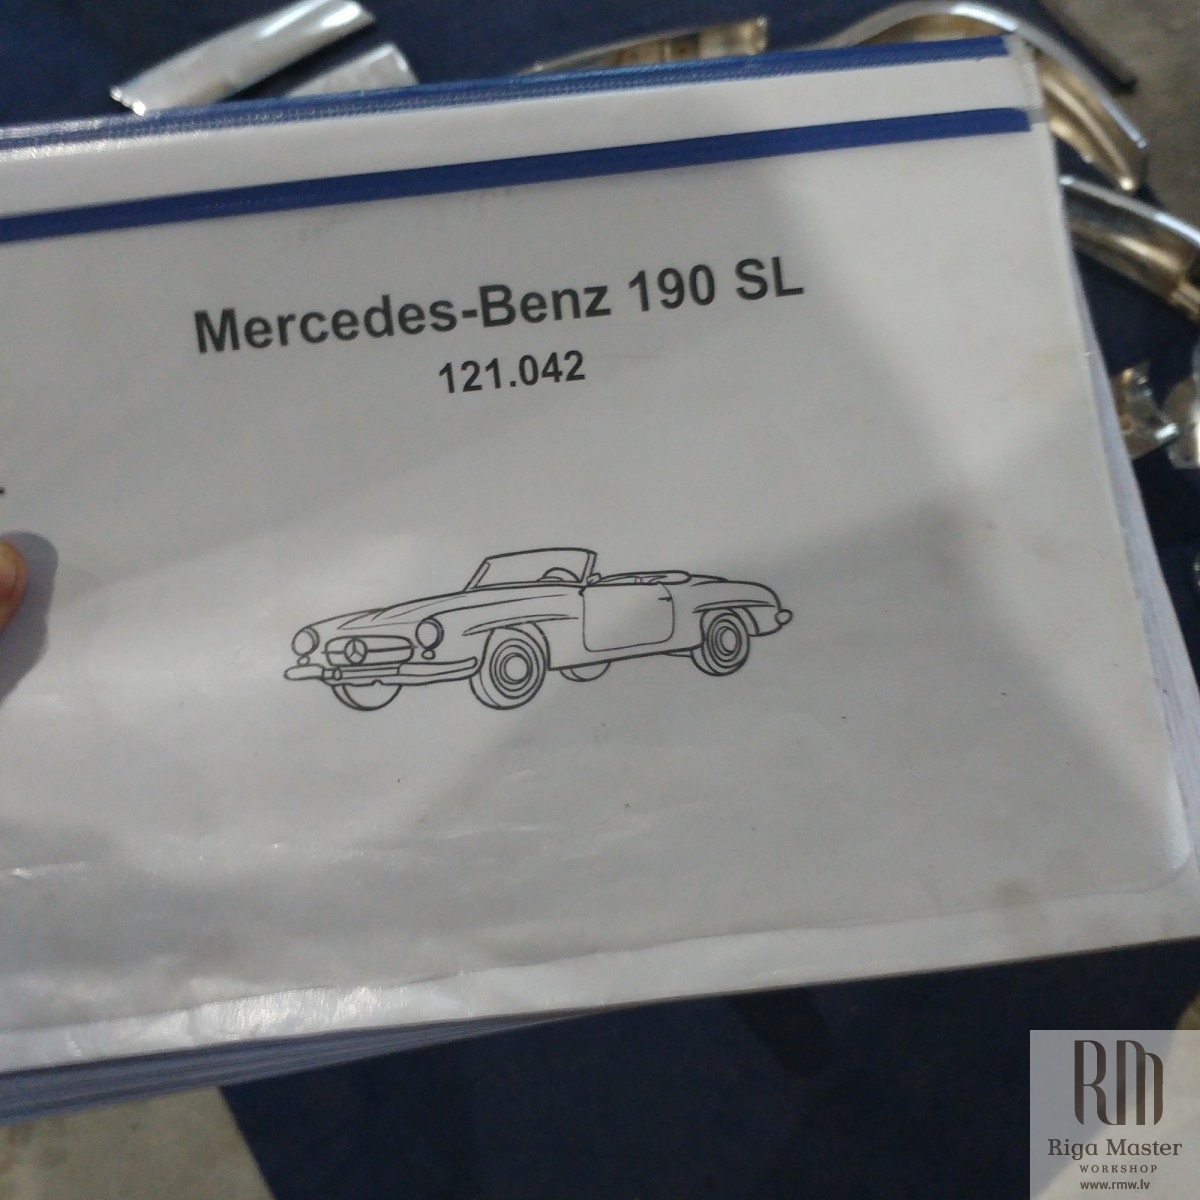 Mercedes-Benz 190 SL
121.042
RM
Riga Master
WORKSHOP
www.rmw.lv